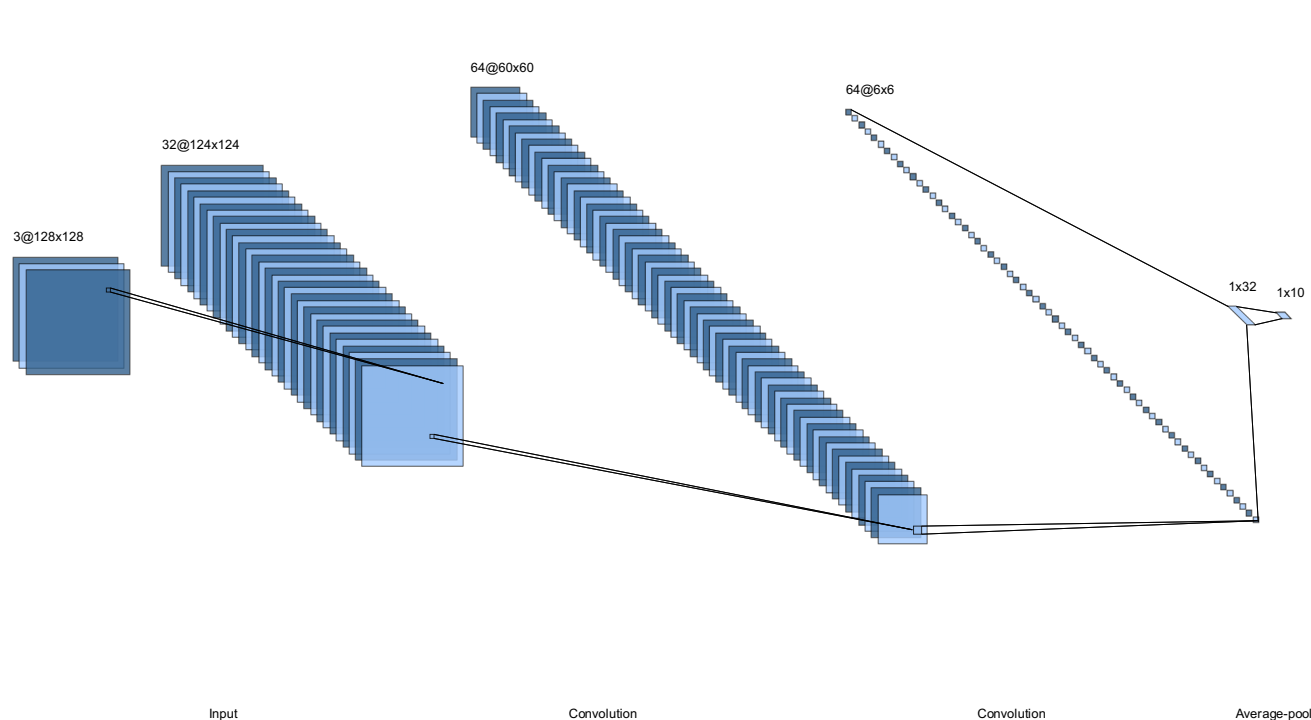 64@60x60
64@6x6
32@124x124
3@128x128
1x32
1x10
Input
Convolution
Convolution
Average-pool